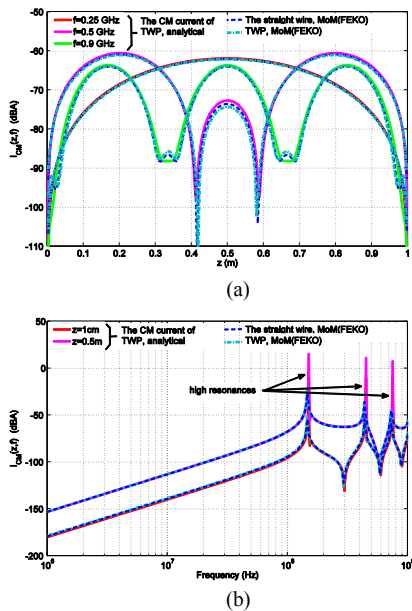 f=0.25 GHz
f=0.5 GHz
f=0.9 GHz
The CM current of
TWP, analytical
The straight wire, MoM(FEKO)
TWP, MoM(FEKO)
I_CM(z,f) (dBA)
-50
-60
-70
-80
-90
-100
-110
0 0.1 0.2 0.3 0.4 0.5 0.6 0.7 0.8 0.9 1
z (m)
(a)
z=1cm
z=0.5m
The CM current of
TWP, analytical
The straight wire, MoM(FEKO)
TWP, MoM(FEKO)
high resonances
I_CM(z,f) (dBA)
50
0
-50
-100
-150
-200
10^6 10^7 10^8 10^9
Frequency (Hz)
(b)